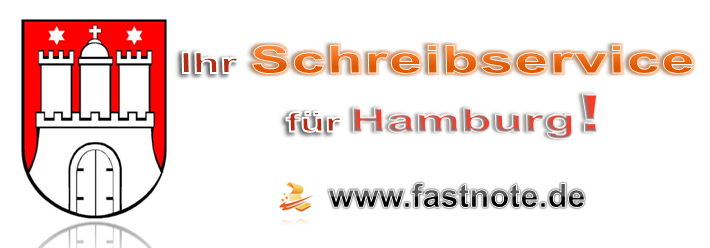 Ihr Schreibservice
für Hamburg!
www.fastnote.de